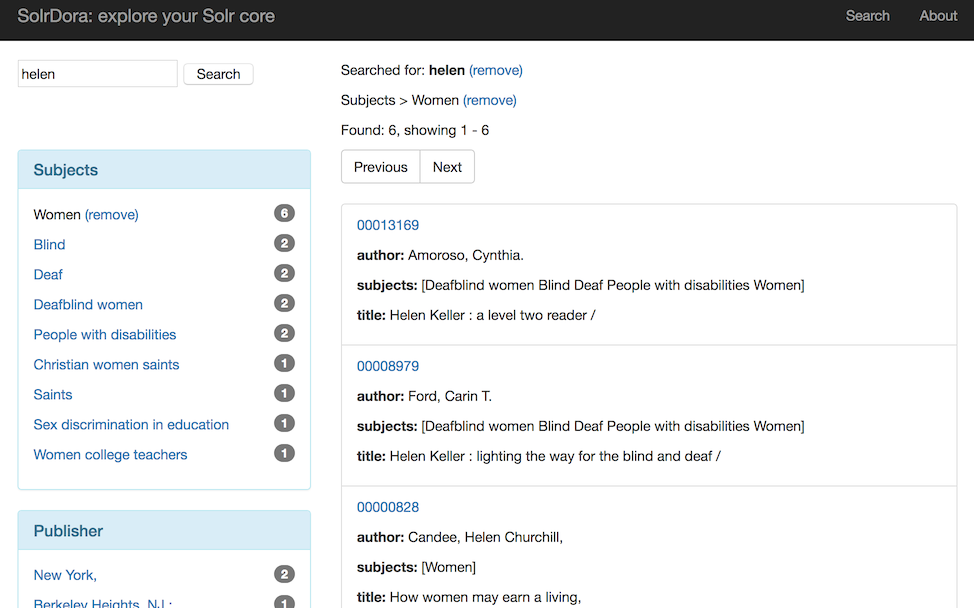 SolrDora: explore your Solr core
Search
About
helen
Search
Subjects
Women (remove) 6
Blind 2
Deaf 2
Deafblind women 2
People with disabilities 2
Christian women saints 1
Saints 1
Sex discrimination in education 1
Women college teachers 1
Publisher
New York, 2
Berkeley Heights, NJ : 1
Searched for: helen (remove)
Subjects > Women (remove)
Found: 6, showing 1 - 6
Previous
Next
00013169
author: Amoroso, Cynthia.
subjects: [Deafblind women Blind Deaf People with disabilities Women]
title: Helen Keller : a level two reader /
00008979
author: Ford, Carin T.
subjects: [Deafblind women Blind Deaf People with disabilities Women]
title: Helen Keller : lighting the way for the blind and deaf /
00000828
author: Candee, Helen Churchill,
subjects: [Women]
title: How women may earn a living,